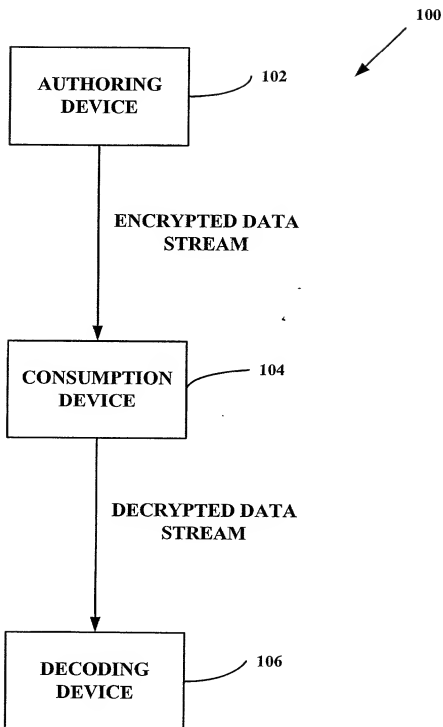 100
AUTHORING
DEVICE
102
ENCRYPTED DATA
STREAM
CONSUMPTION
DEVICE
104
DECRYPTED DATA
STREAM
DECODING
DEVICE
106